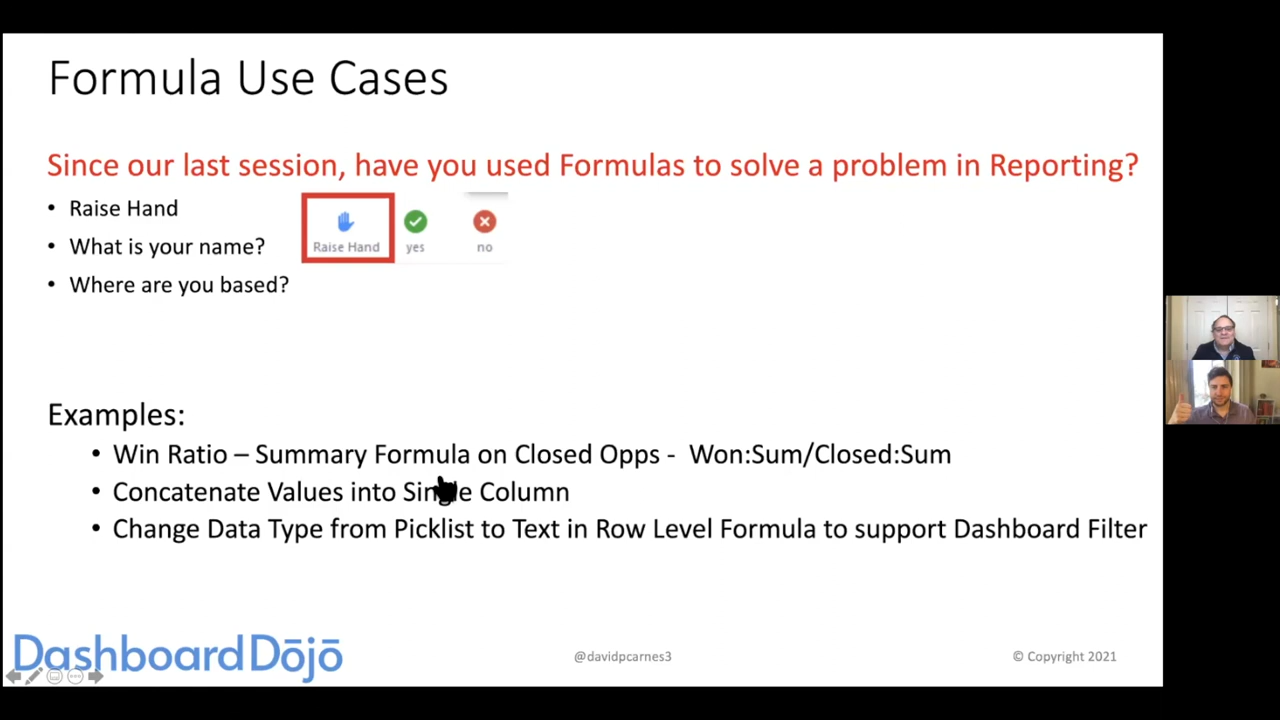 Formula Use Cases
Since our last session, have you used Formulas to solve a problem in Reporting?
• Raise Hand
• What is your name?
• Where are you based?
Raise Hand
yes
no
Examples:
• Win Ratio – Summary Formula on Closed Opps - Won:Sum/Closed:Sum
• Concatenate Values into Single Column
• Change Data Type from Picklist to Text in Row Level Formula to support Dashboard Filter
DashboardDōjō
@davidpcarnes3
© Copyright 2021